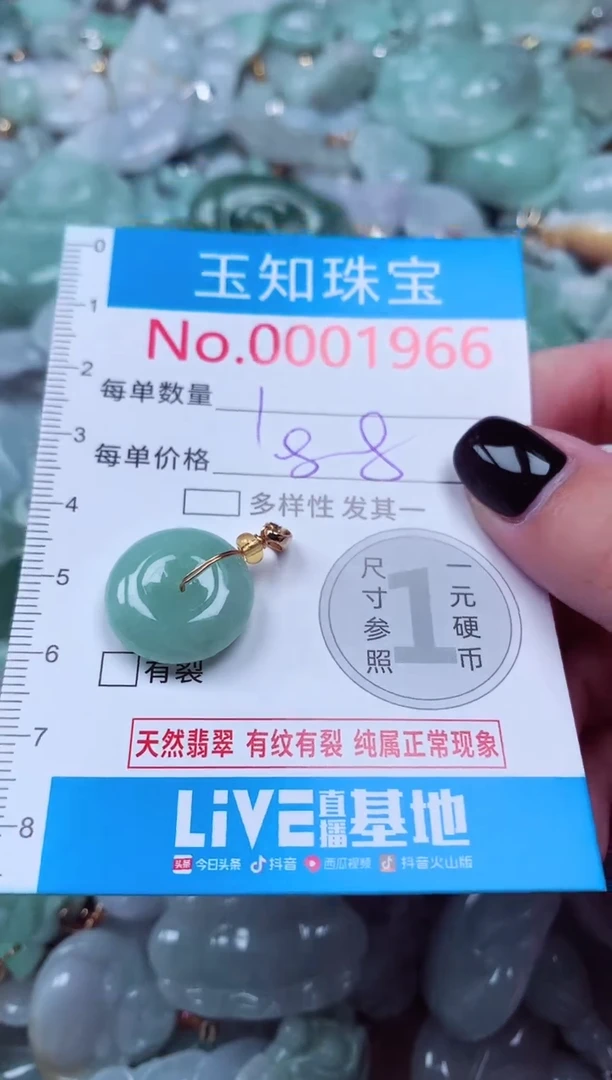 0
玉知珠宝
1
No.0001966
2
每单数量 1
3
每单价格 88
4
多样性 发其一
5
尺寸参照
1
一元硬币
6
有裂
7
天然翡翠 有纹有裂 纯属正常现象
8
LiVE直播基地
头条 今日头条 抖音 西瓜视频 抖音火山版